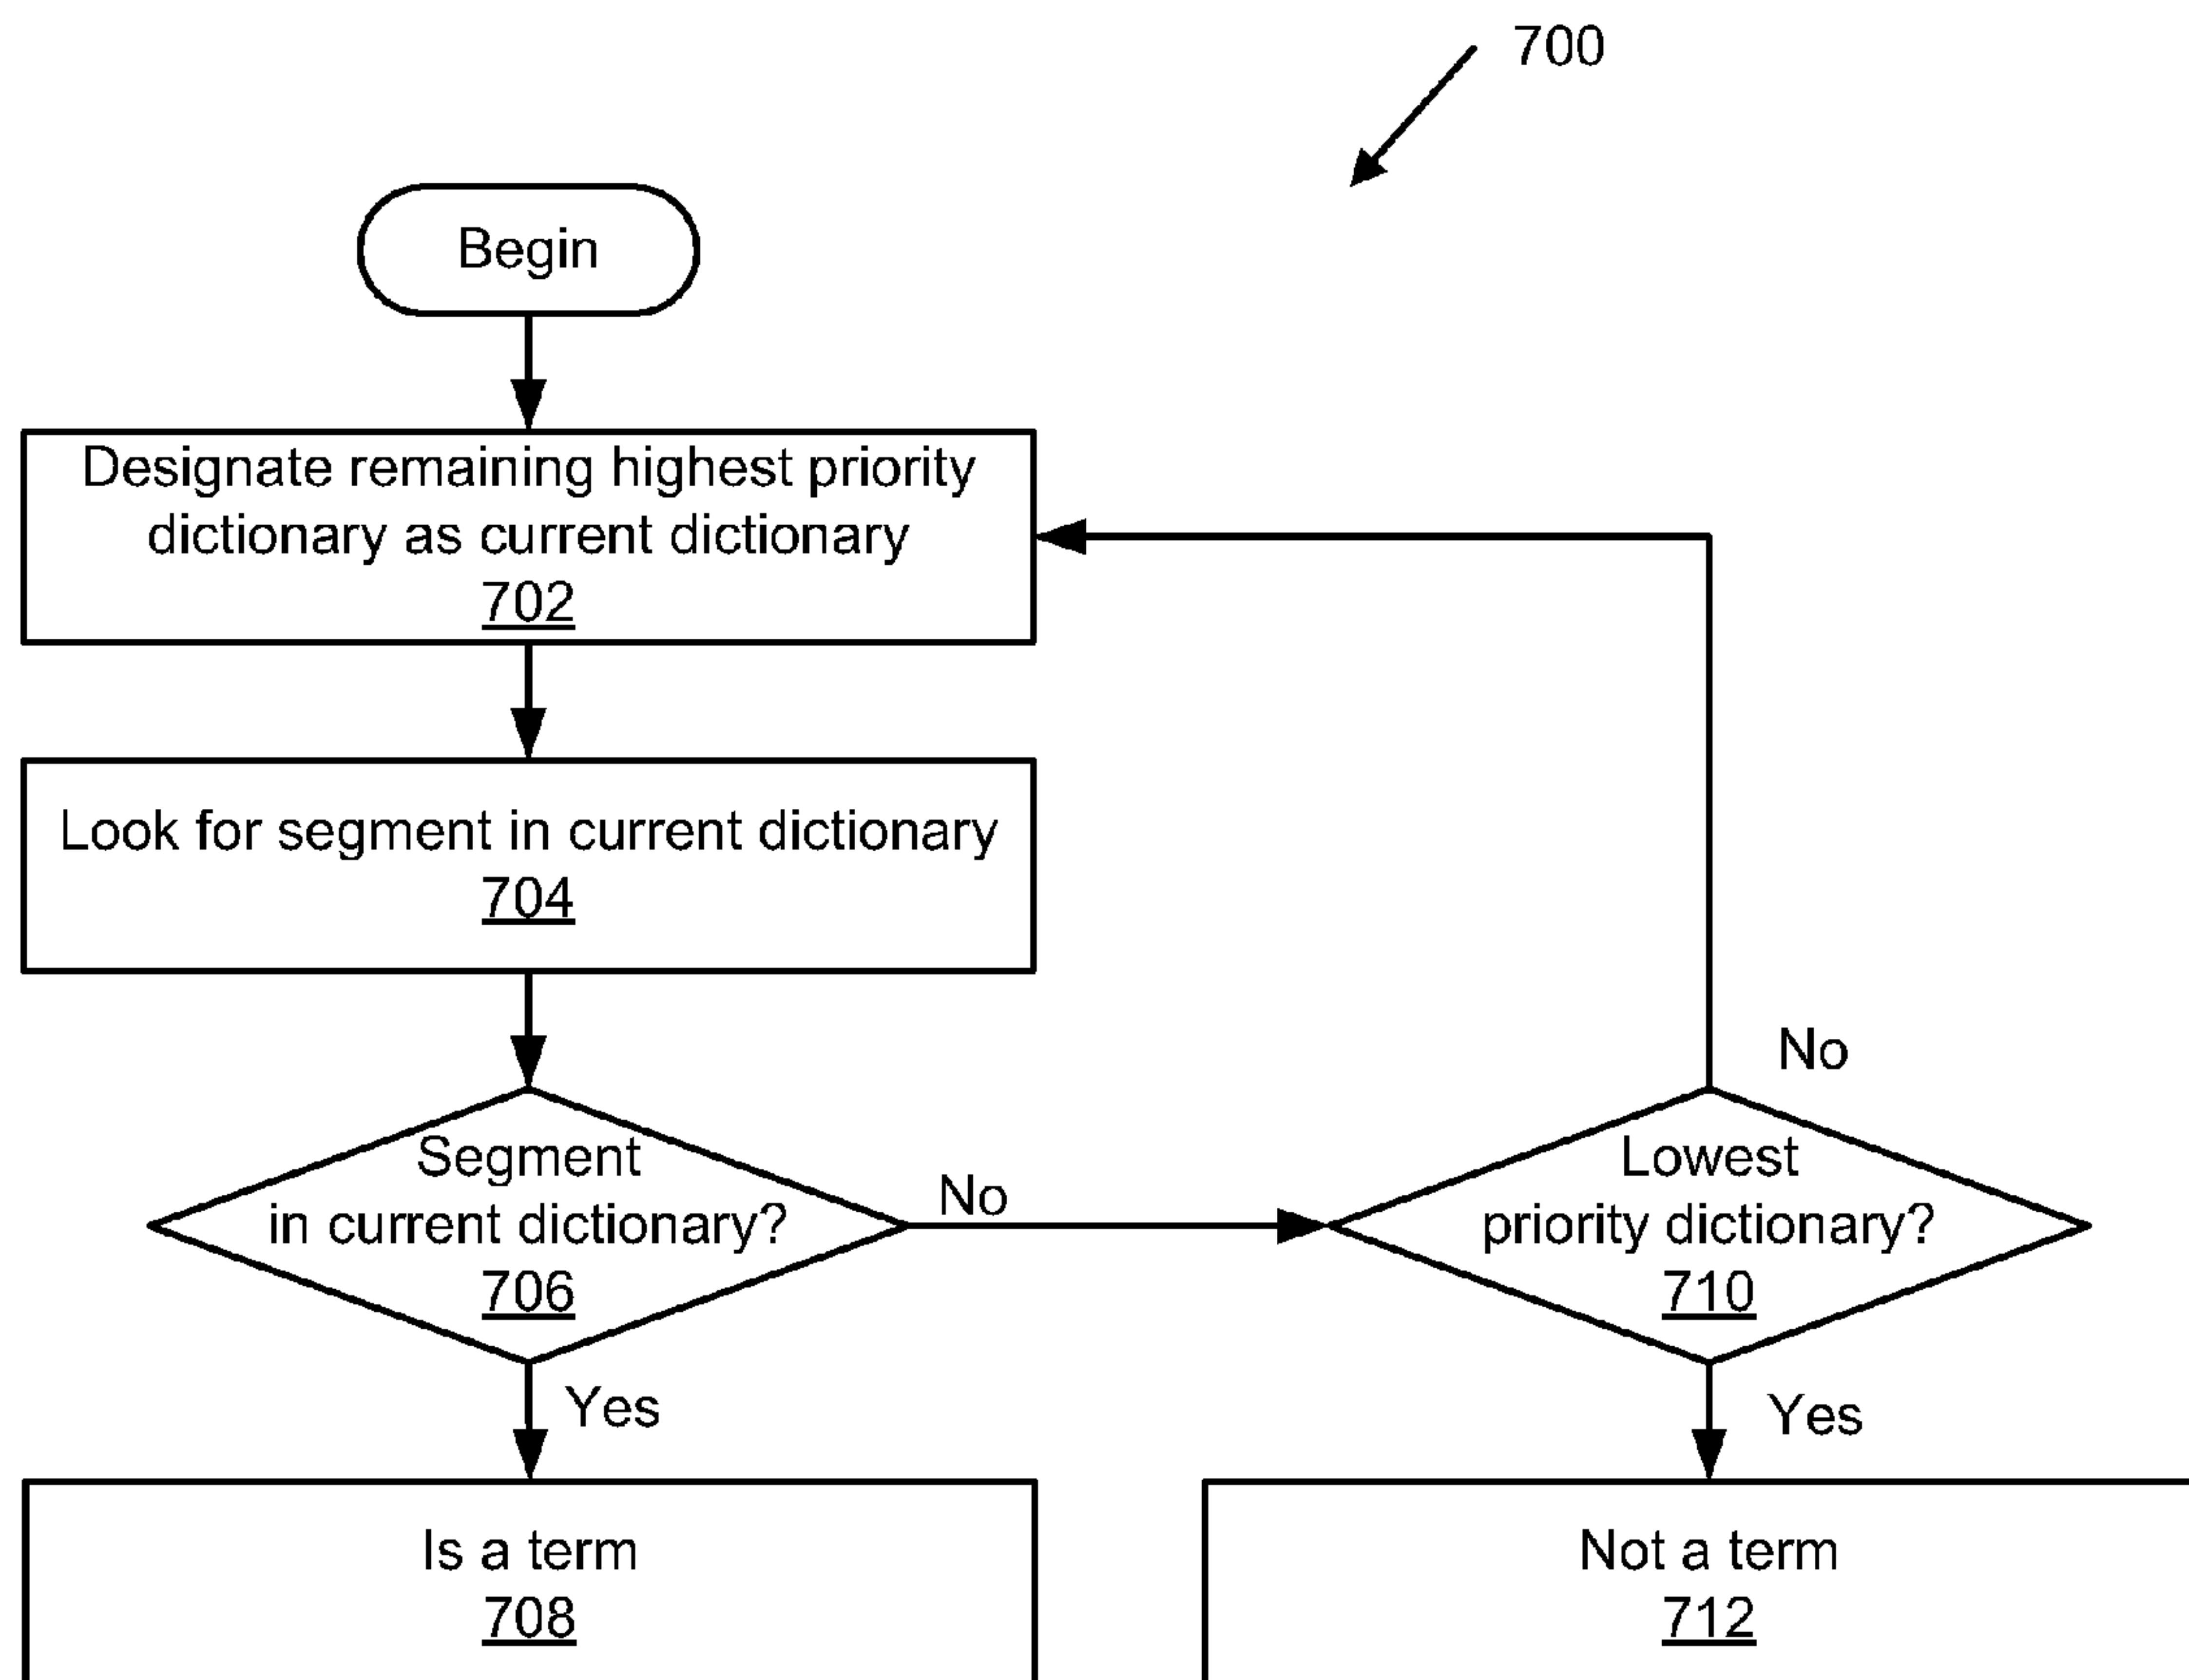 700
Begin
Designate remaining highest priority
dictionary as current dictionary
702
Look for segment in current dictionary
704
No
Segment
in current dictionary?
706
No
Lowest
priority dictionary?
710
Yes
Yes
Is a term
708
Not a term
712